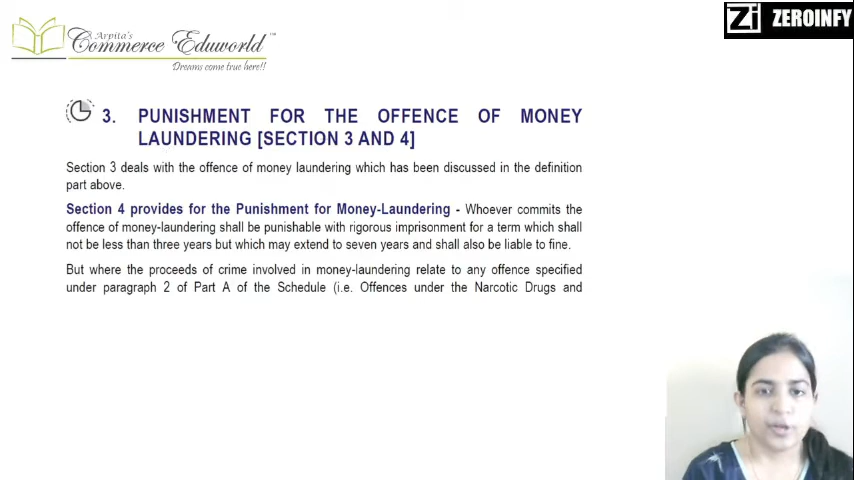 Arpita's
Commerce Eduworld™
Dreams come true here!!
Zi ZEROINFY
3. PUNISHMENT FOR THE OFFENCE OF MONEY
LAUNDERING [SECTION 3 AND 4]
Section 3 deals with the offence of money laundering which has been discussed in the definition
part above.
Section 4 provides for the Punishment for Money-Laundering - Whoever commits the
offence of money-laundering shall be punishable with rigorous imprisonment for a term which shall
not be less than three years but which may extend to seven years and shall also be liable to fine.
But where the proceeds of crime involved in money-laundering relate to any offence specified
under paragraph 2 of Part A of the Schedule (i.e. Offences under the Narcotic Drugs and